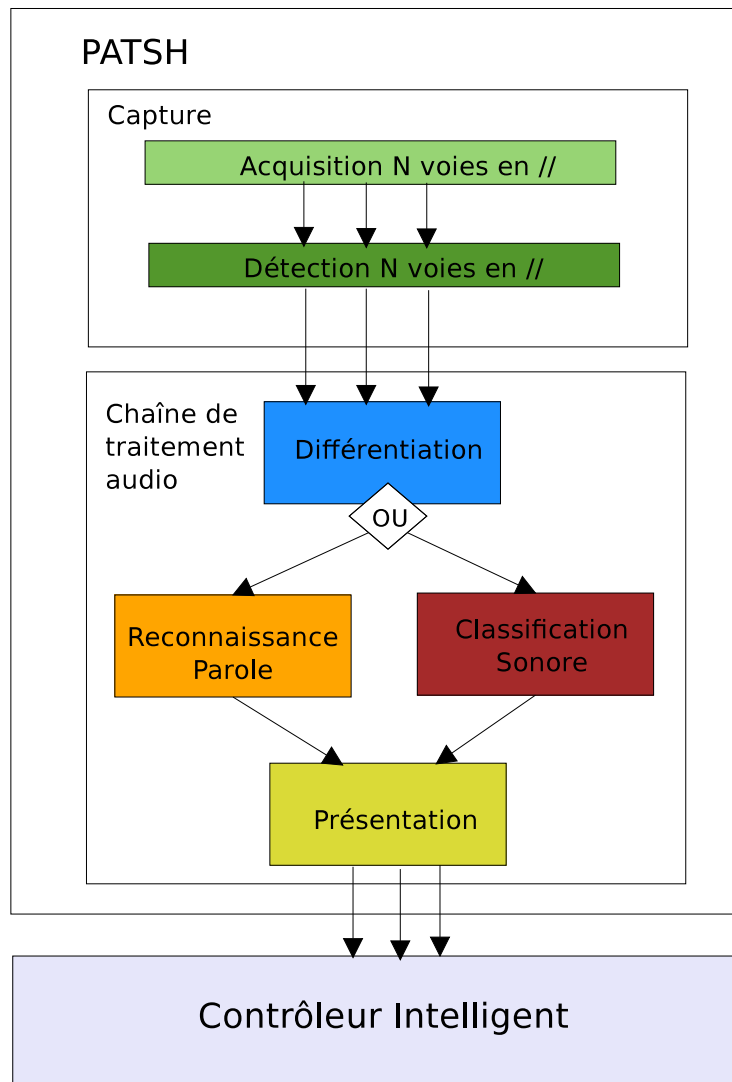 PATSH
Capture
Acquisition N voies en //
Détection N voies en //
Chaîne de
traitement
audio
Différentiation
OU
Reconnaissance
Parole
Classification
Sonore
Présentation
Contrôleur Intelligent